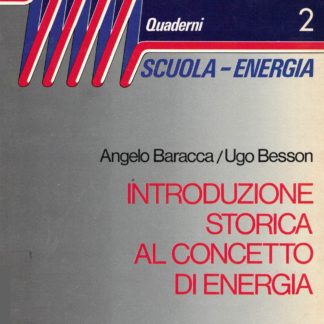 Quaderni 2
SCUOLA - ENERGIA
Angelo Baracca/Ugo Besson
INTRODUZIONE
STORICA
AL CONCETTO
DI ENERGIA